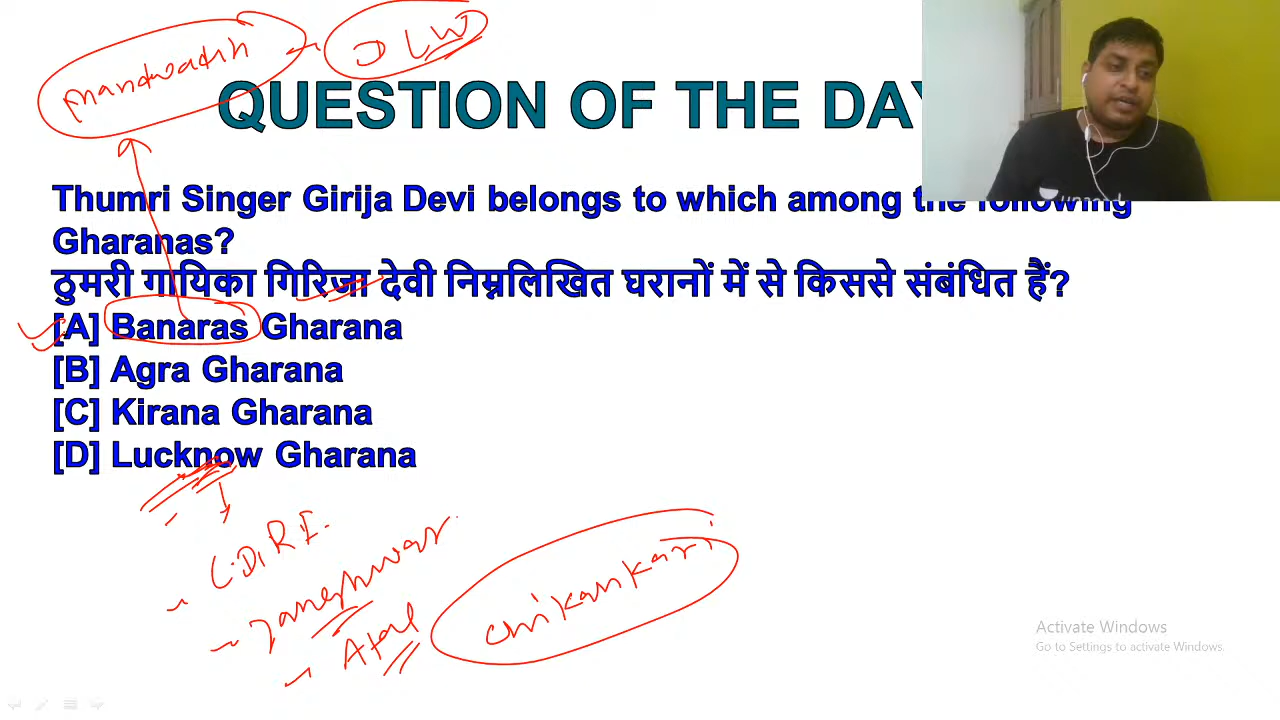 mandwadih - DLW
QUESTION OF THE DAY
Thumri Singer Girija Devi belongs to which among the following
Gharanas?
ठुमरी गायिका गिरिजा देवी निम्नलिखित घरानों में से किससे संबंधित हैं?
[A] Banaras Gharana
[B] Agra Gharana
[C] Kirana Gharana
[D] Lucknow Gharana
C.D.R.I.
Janeshwar
Atal
chikankari
Activate Windows
Go to Settings to activate Windows.